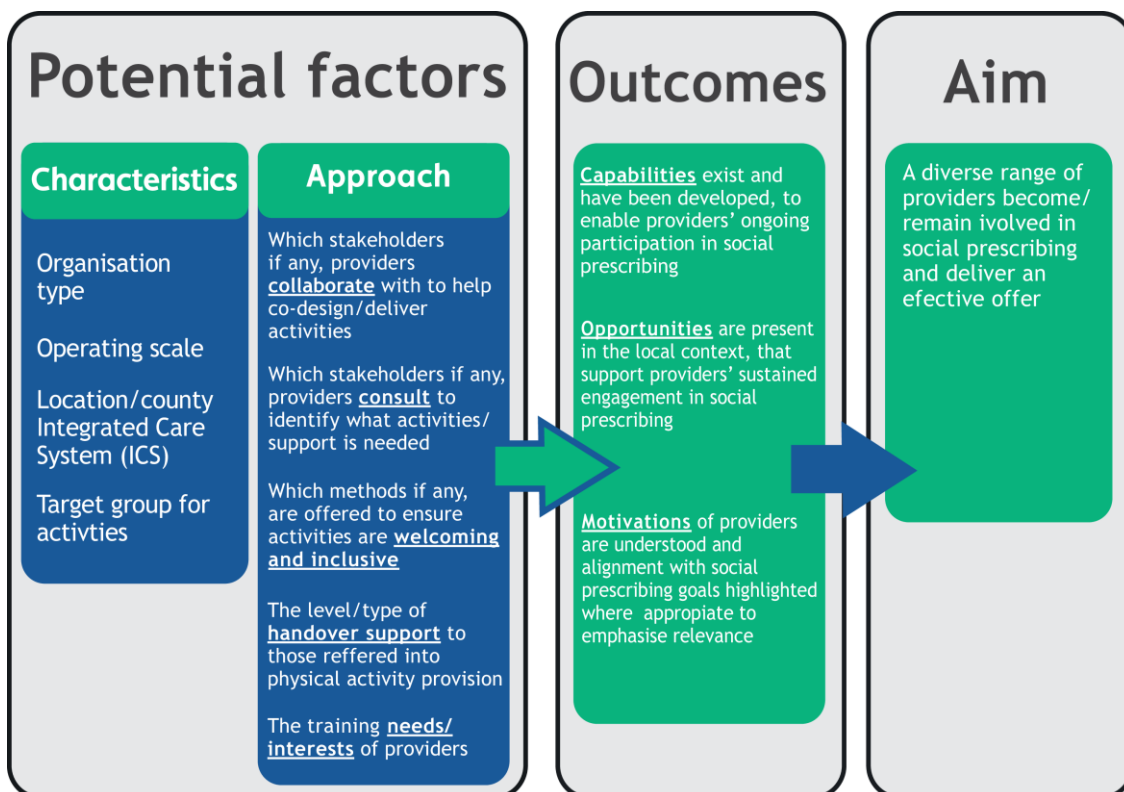 Potential factors
Characteristics
Organisation
type
Operating scale
Location/county
Integrated Care
System (ICS)
Target group for
activties
Approach
Which stakeholders
if any, providers
collaborate with to help
co-design/deliver
activities
Which stakeholders if any,
providers consult to
identify what activities/
support is needed
Which methods if any,
are offered to ensure
activities are welcoming
and inclusive
The level/type of
handover support to
those reffered into
physical activity provision
The training needs/
interests of providers
Outcomes
Capabilities exist and
have been developed, to
enable providers' ongoing
participation in social
prescribing
Opportunities are present
in the local context, that
support providers' sustained
engagement in social
prescribing
Motivations of providers
are understood and
alignment with social
prescribing goals highlighted
where appropiate to
emphasise relevance
Aim
A diverse range of
providers become/
remain ivolved in
social prescribing
and deliver an
efective offer